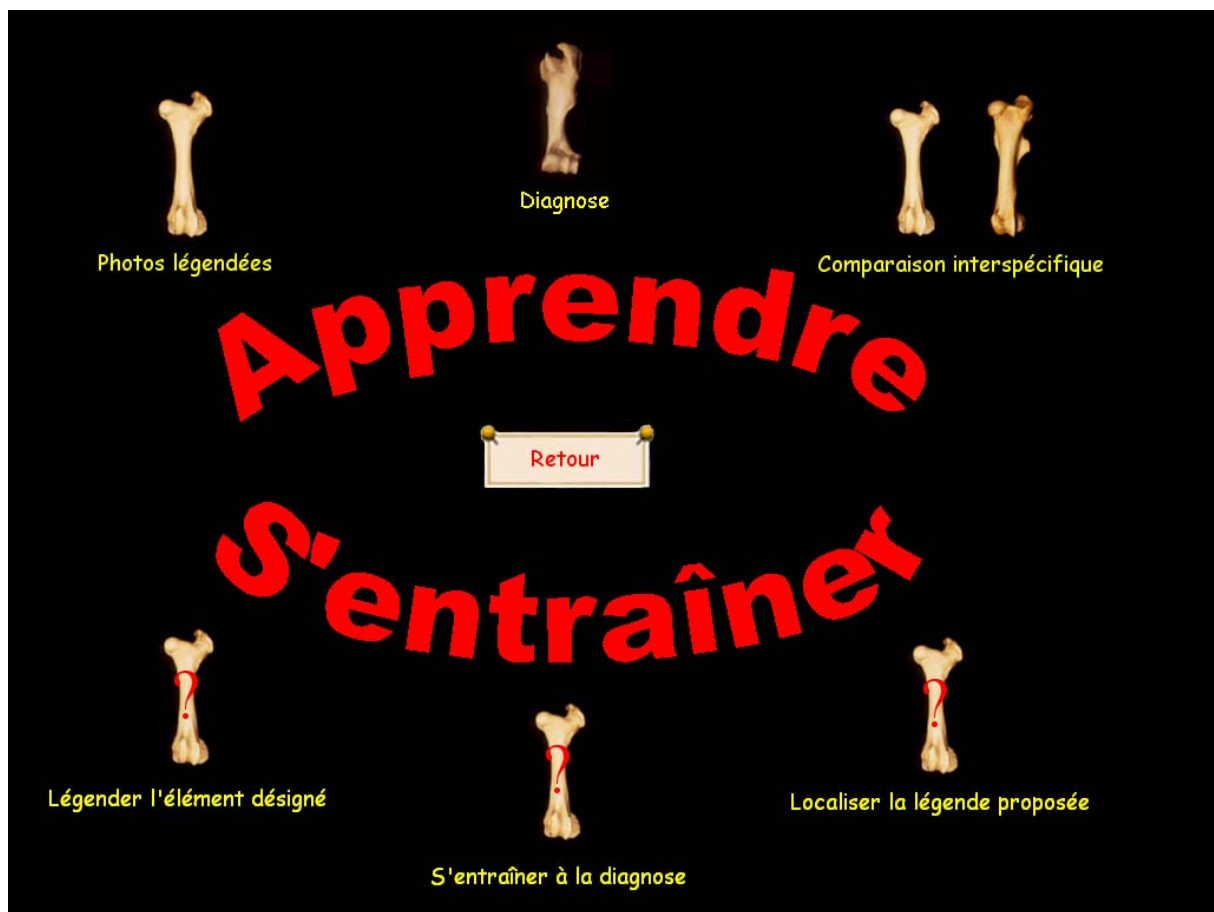 Diagnose
Photos légendées
Comparaison interspécifique
Apprendre
Retour
S'entraîner
?
?
?
Légender l'élément désigné
Localiser la légende proposée
S'entraîner à la diagnose